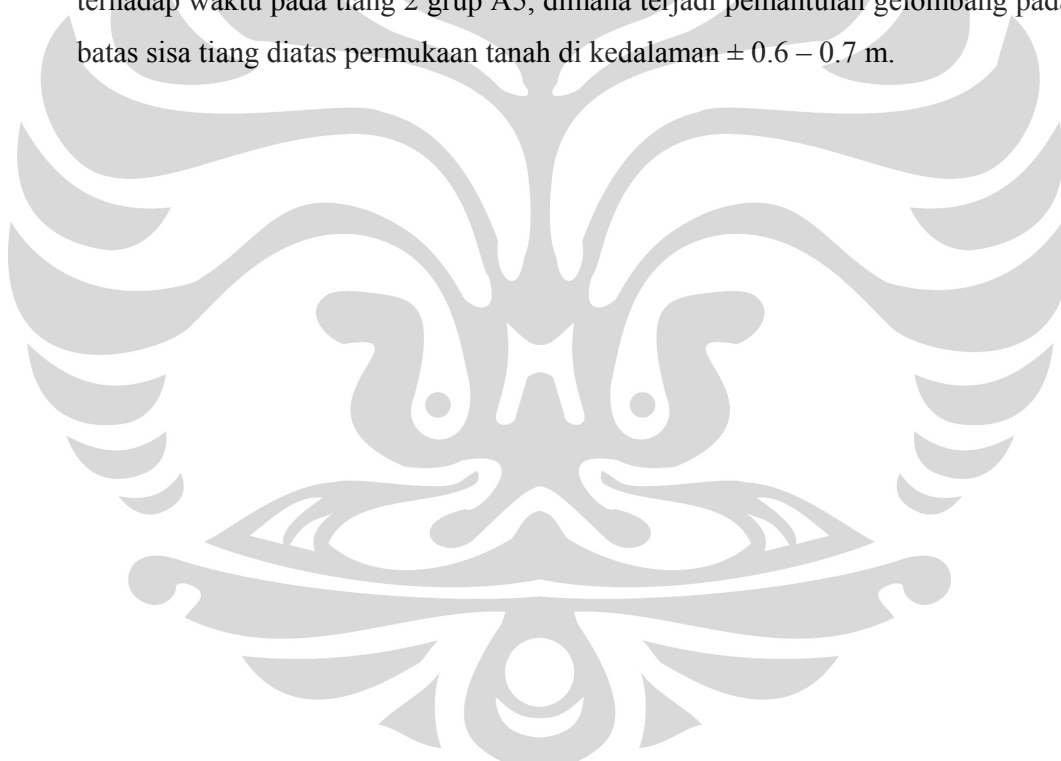 terhadap waktu pada tiang 2 grup A5, dimana terjadi pemantulan gelombang pada
batas sisa tiang diatas permukaan tanah di kedalaman ± 0.6 – 0.7 m.